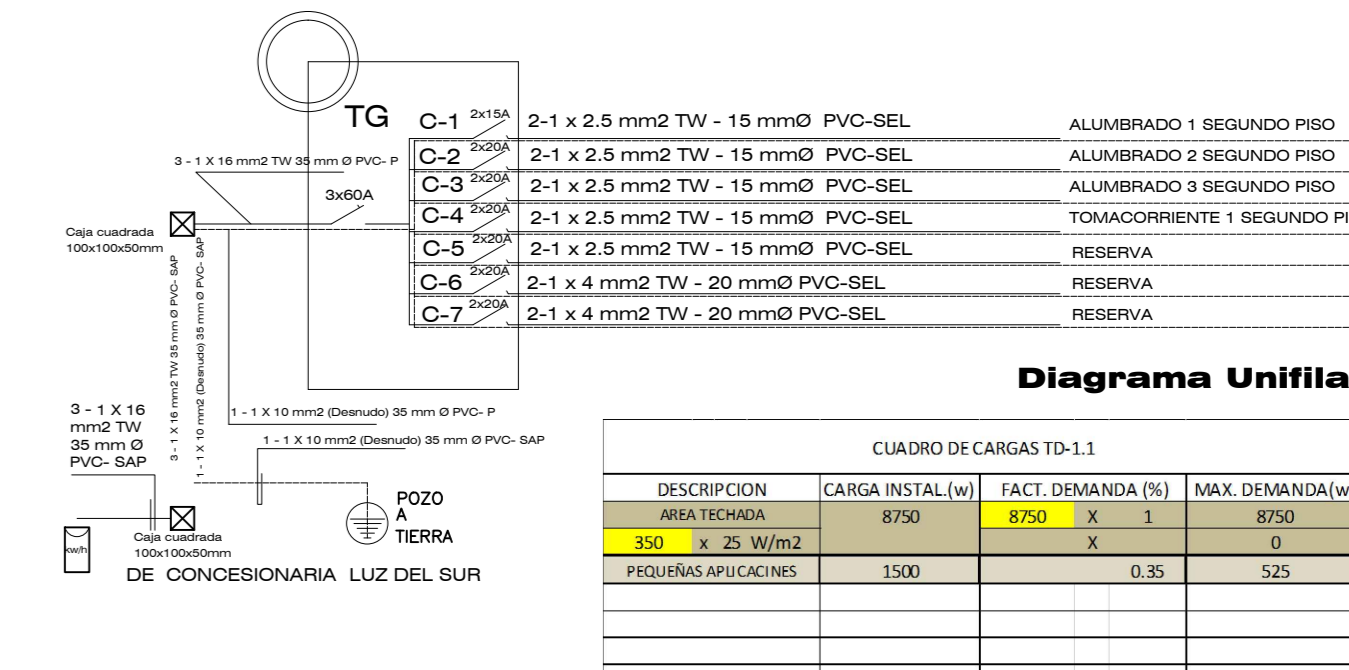 TG
C-1 2x15A 2-1 x 2.5 mm2 TW - 15 mmØ PVC-SEL ALUMBRADO 1 SEGUNDO PISO
C-2 2x20A 2-1 x 2.5 mm2 TW - 15 mmØ PVC-SEL ALUMBRADO 2 SEGUNDO PISO
C-3 2x20A 2-1 x 2.5 mm2 TW - 15 mmØ PVC-SEL ALUMBRADO 3 SEGUNDO PISO
C-4 2x20A 2-1 x 2.5 mm2 TW - 15 mmØ PVC-SEL TOMACORRIENTE 1 SEGUNDO PI
C-5 2x20A 2-1 x 2.5 mm2 TW - 15 mmØ PVC-SEL RESERVA
C-6 2x20A 2-1 x 4 mm2 TW - 20 mmØ PVC-SEL RESERVA
C-7 2x20A 2-1 x 4 mm2 TW - 20 mmØ PVC-SEL RESERVA
3 - 1 X 16 mm2 TW 35 mm Ø PVC- P
3x60A
Caja cuadrada
100x100x50mm
3 - 1 X 16 mm2 TW 35 mm Ø PVC- SAP
1 - 1 X 10 mm2 (Desnudo) 35 mm Ø PVC- SAP
1 - 1 X 10 mm2 (Desnudo) 35 mm Ø PVC- P
1 - 1 X 10 mm2 (Desnudo) 35 mm Ø PVC- SAP
3 - 1 X 16
mm2 TW
35 mm Ø
PVC- SAP
POZO
A
TIERRA
kw/h
Caja cuadrada
100x100x50mm
DE CONCESIONARIA LUZ DEL SUR
Diagrama Unifila
CUADRO DE CARGAS TD-1.1
DESCRIPCION CARGA INSTAL.(w) FACT. DEMANDA (%) MAX. DEMANDA(w
AREA TECHADA 8750 8750 X 1 8750
350 x 25 W/m2 X 0
PEQUEÑAS APLICACINES 1500 0.35 525